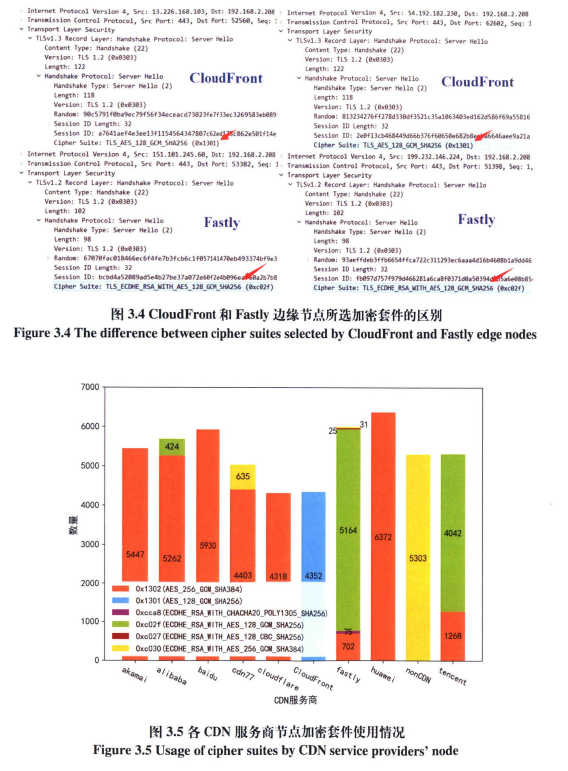 Internet Protocol Version 4, Src: 13.226.168.103, Dst: 192.168.2.208
Transmission Control Protocol, Src Port: 443, Dst Port: 52560, Seq: 1
Transport Layer Security
TLSv1.3 Record Layer: Handshake Protocol: Server Hello
Content Type: Handshake (22)
Version: TLS 1.2 (0x0303)
Length: 122
Handshake Protocol: Server Hello
Handshake Type: Server Hello (2)
Length: 118
Version: TLS 1.2 (0x0303)
Session ID Length: 32
Cipher Suite: TLS_AES_128_GCM_SHA256 (0x1301)
CloudFront
Internet Protocol Version 4, Src: 54.192.182.230, Dst: 192.168.2.208
Transmission Control Protocol, Src Port: 443, Dst Port: 62602, Seq: 1
Transport Layer Security
TLSv1.3 Record Layer: Handshake Protocol: Server Hello
Content Type: Handshake (22)
Version: TLS 1.2 (0x0303)
Length: 122
Handshake Protocol: Server Hello
Handshake Type: Server Hello (2)
Length: 118
Version: TLS 1.2 (0x0303)
Session ID Length: 32
Cipher Suite: TLS_AES_128_GCM_SHA256 (0x1301)
CloudFront
Internet Protocol Version 4, Src: 151.101.245.60, Dst: 192.168.2.208
Transmission Control Protocol, Src Port: 443, Dst Port: 53382, Seq: 1
Transport Layer Security
TLSv1.2 Record Layer: Handshake Protocol: Server Hello
Content Type: Handshake (22)
Version: TLS 1.2 (0x0303)
Length: 102
Handshake Protocol: Server Hello
Handshake Type: Server Hello (2)
Length: 98
Version: TLS 1.2 (0x0303)
Session ID Length: 32
Cipher Suite: TLS_ECDHE_RSA_WITH_AES_128_GCM_SHA256 (0xc02f)
Fastly
Internet Protocol Version 4, Src: 199.232.146.224, Dst: 192.168.2.208
Transmission Control Protocol, Src Port: 443, Dst Port: 51398, Seq: 1,
Transport Layer Security
TLSv1.2 Record Layer: Handshake Protocol: Server Hello
Content Type: Handshake (22)
Version: TLS 1.2 (0x0303)
Length: 102
Handshake Protocol: Server Hello
Handshake Type: Server Hello (2)
Length: 98
Version: TLS 1.2 (0x0303)
Session ID Length: 32
Cipher Suite: TLS_ECDHE_RSA_WITH_AES_128_GCM_SHA256 (0xc02f)
Fastly
图 3.4 CloudFront 和 Fastly 边缘节点所选加密套件的区别
Figure 3.4 The difference between cipher suites selected by CloudFront and Fastly edge nodes
7000
6000
5000
4000
3000
2000
1000
0
数量
5447
424
5262
5930
635
4403
4318
4352
25
31
5164
75
702
6372
5303
4042
1268
0x1302(AES_256_GCM_SHA384)
0x1301(AES_128_GCM_SHA256)
0xcca8(ECDHE_RSA_WITH_CHACHA20_POLY1305_SHA256)
0xc02f(ECDHE_RSA_WITH_AES_128_GCM_SHA256)
0xc027(ECDHE_RSA_WITH_AES_128_CBC_SHA256)
0xc030(ECDHE_RSA_WITH_AES_256_GCM_SHA384)
akamai
alibaba
baidu
cdn77
cloudflare
CloudFront
fastly
huawei
nonCDN
tencent
CDN服务商
图 3.5 各 CDN 服务商节点加密套件使用情况
Figure 3.5 Usage of cipher suites by CDN service providers' node